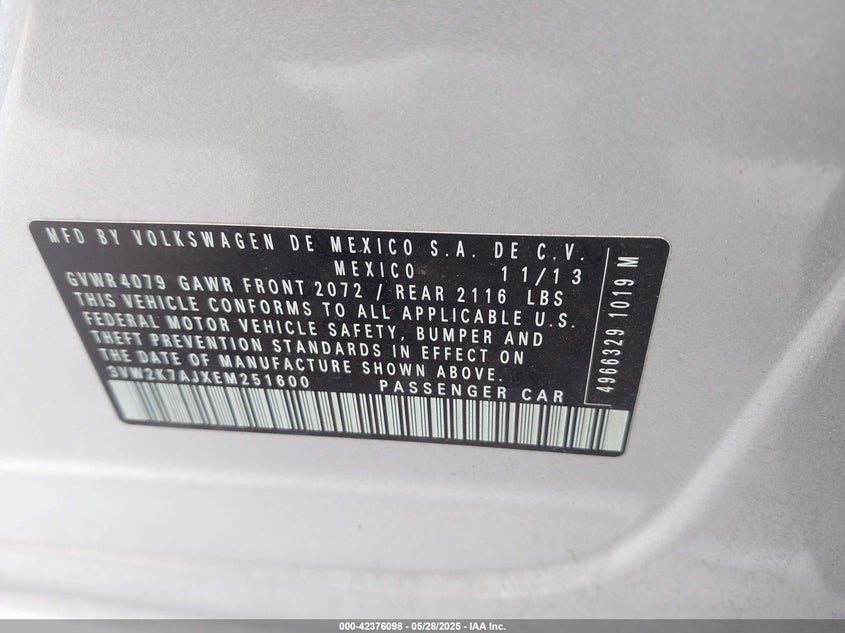 MFD BY VOLKSWAGEN DE MEXICO S.A. DE C.V.
MEXICO 11/13
GVWR4079 GAWR FRONT 2072 / REAR 2116 LBS
THIS VEHICLE CONFORMS TO ALL APPLICABLE U.S.
FEDERAL MOTOR VEHICLE SAFETY, BUMPER AND
THEFT PREVENTION STANDARDS IN EFFECT ON
THE DATE OF MANUFACTURE SHOWN ABOVE.
3VW2K7AJXEM251600 PASSENGER CAR
4966329 1019 M
000-42376098 - 05/28/2025 - IAA Inc.